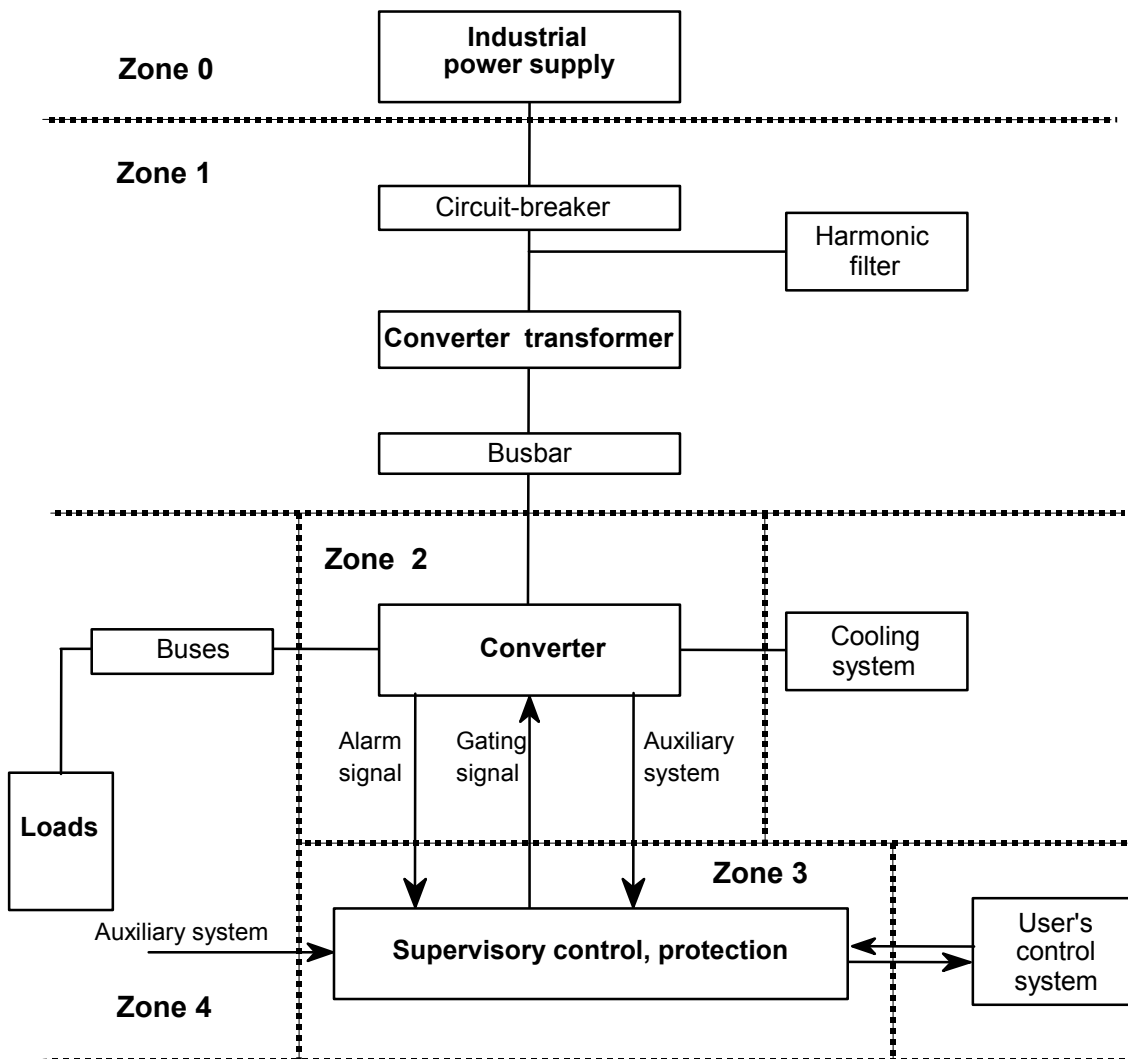 Industrial
power supply
Zone 0
Zone 1
Circuit-breaker
Harmonic
filter
Converter transformer
Busbar
Zone 2
Buses
Converter
Cooling
system
Alarm
signal
Gating
signal
Auxiliary
system
Loads
Zone 3
Auxiliary system
Supervisory control, protection
User's
control
system
Zone 4